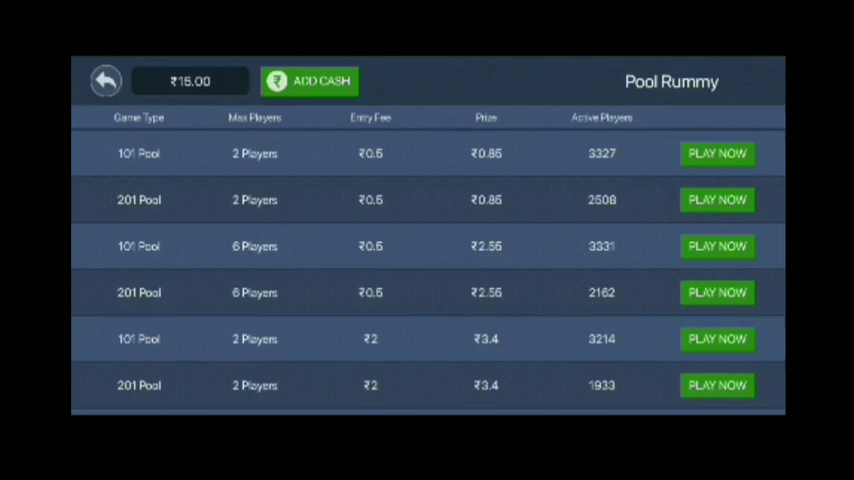 ₹15.00 ₹ ADD CASH Pool Rummy
Game Type Max Players Entry Fee Prize Active Players
101 Pool 2 Players ₹0.5 ₹0.85 3327 PLAY NOW
201 Pool 2 Players ₹0.5 ₹0.85 2508 PLAY NOW
101 Pool 6 Players ₹0.5 ₹2.55 3331 PLAY NOW
201 Pool 6 Players ₹0.5 ₹2.55 2162 PLAY NOW
101 Pool 2 Players ₹2 ₹3.4 3214 PLAY NOW
201 Pool 2 Players ₹2 ₹3.4 1933 PLAY NOW